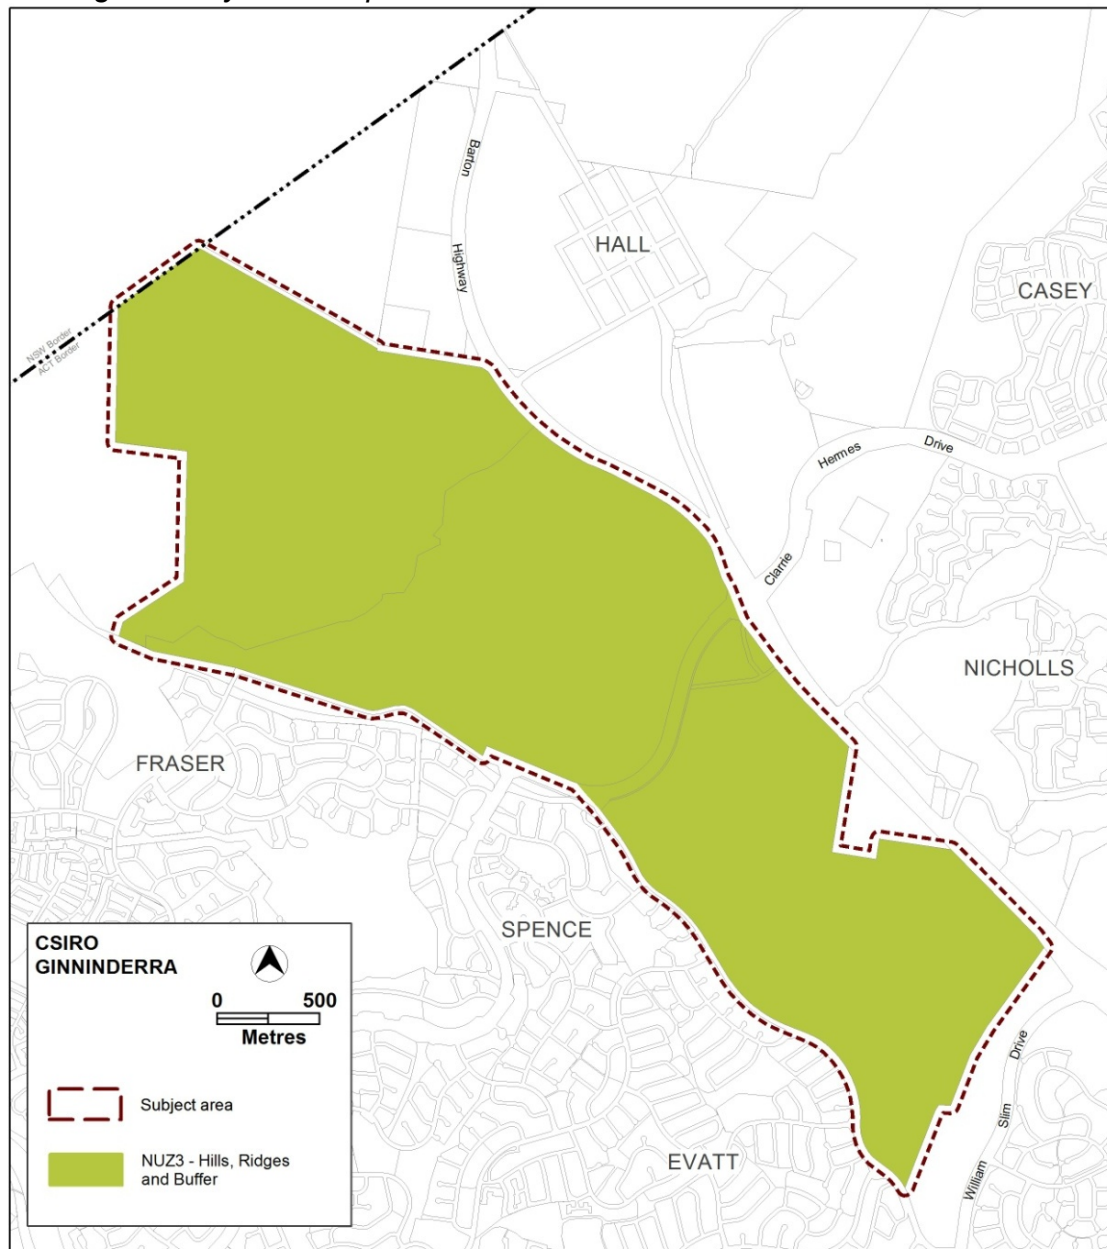 Barton
Highway
HALL
CASEY
NSW Border
ACT Border
Hermes
Drive
Clarrie
NICHOLLS
FRASER
SPENCE
EVATT
Drive
Slim
William
CSIRO
GINNINDERRA
0 500
Metres
Subject area
NUZ3 - Hills, Ridges
and Buffer